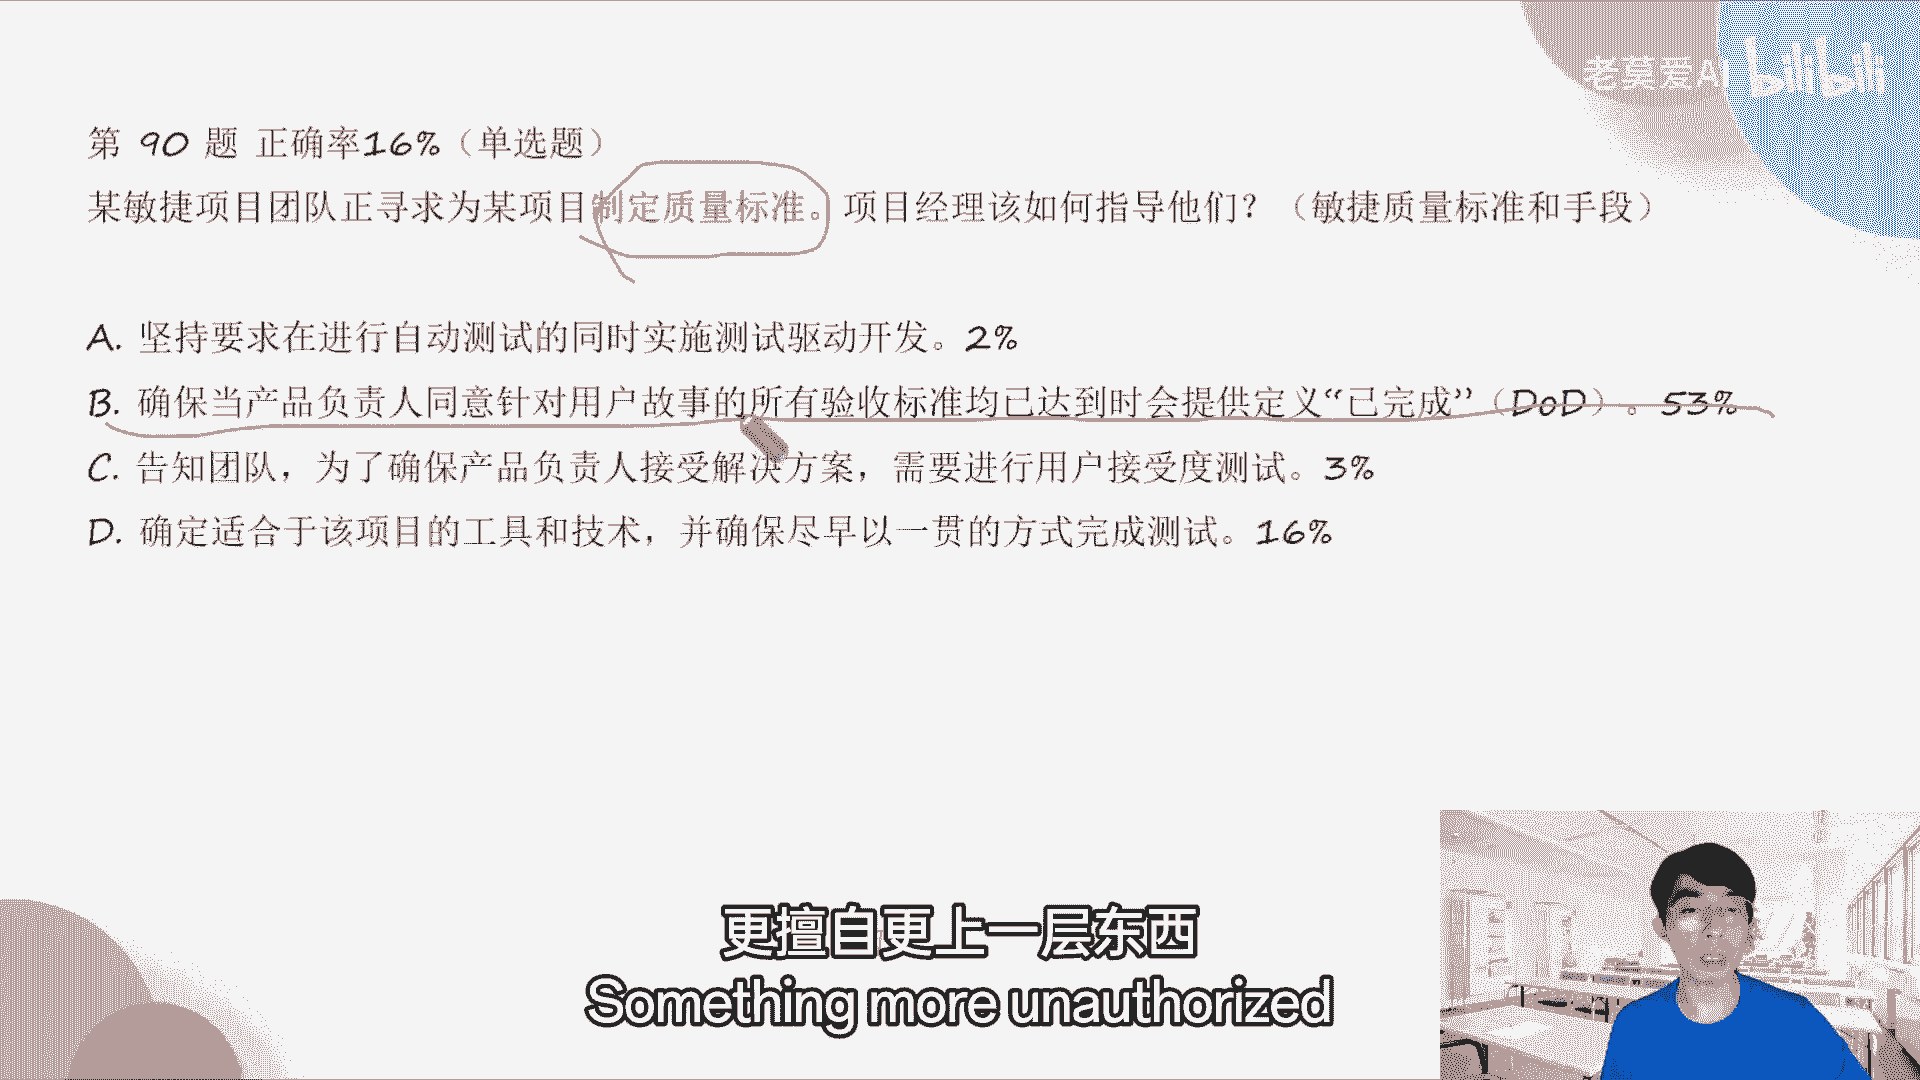 老莫爱AI bilibili
第 90 题 正确率16%（单选题）
某敏捷项目团队正寻求为某项目制定质量标准。项目经理该如何指导他们？（敏捷质量标准和手段）
A. 坚持要求在进行自动测试的同时实施测试驱动开发。2%
B. 确保当产品负责人同意针对用户故事的所有验收标准均已达到时会提供定义“已完成”（DoD）。53%
C. 告知团队，为了确保产品负责人接受解决方案，需要进行用户接受度测试。3%
D. 确定适合于该项目的工具和技术，并确保尽早以一贯的方式完成测试。16%
更擅自更上一层东西
Something more unauthorized